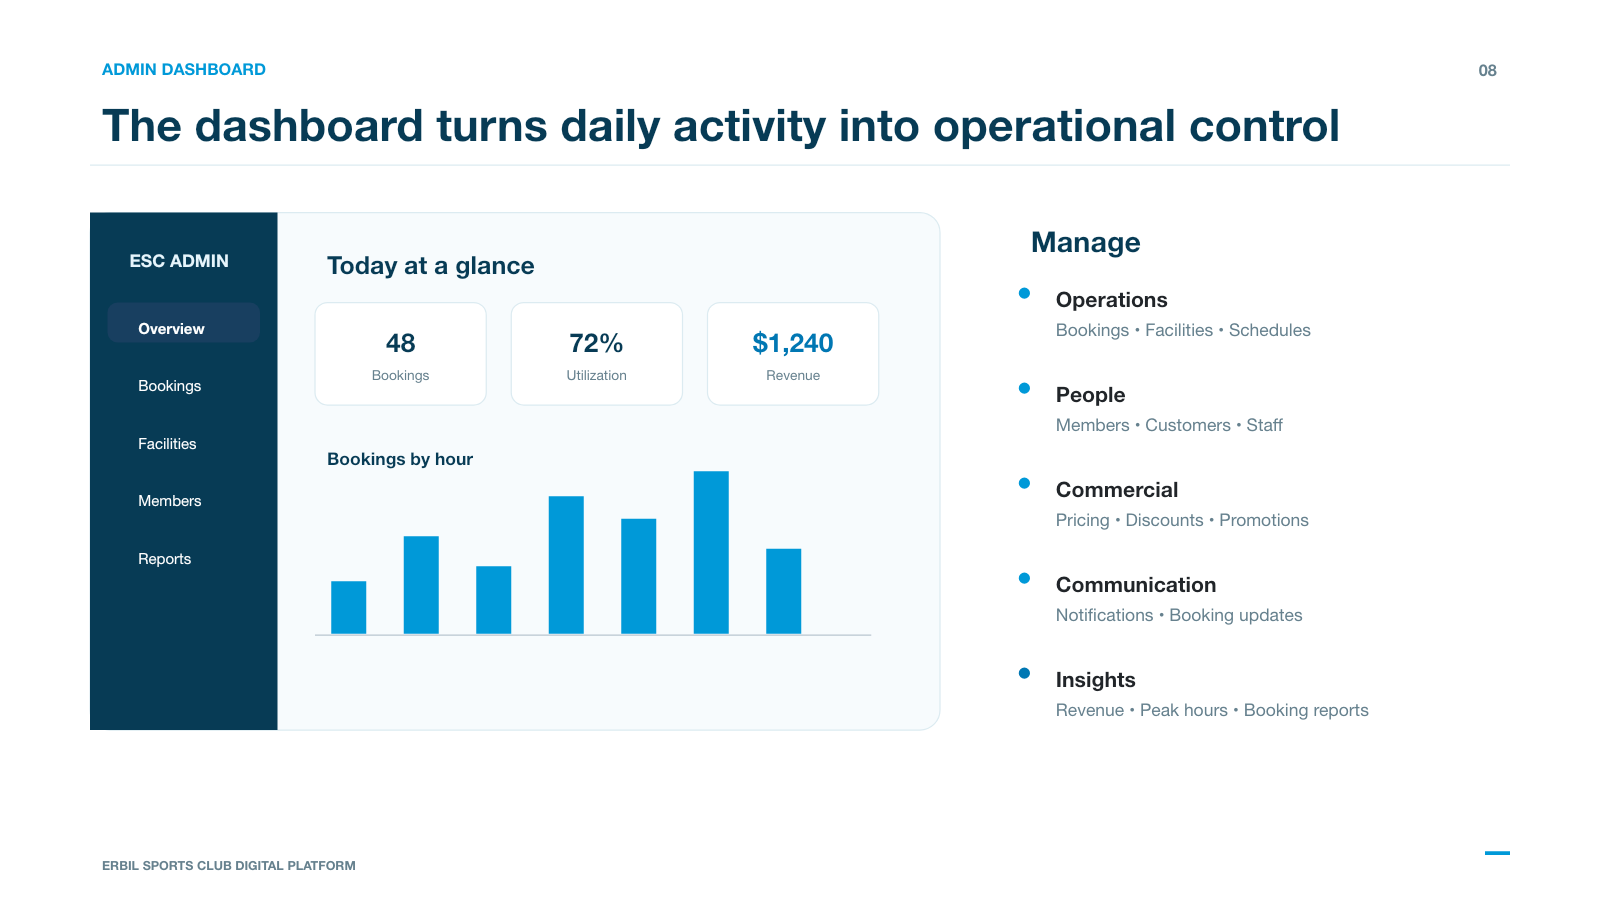 ADMIN DASHBOARD
08
The dashboard turns daily activity into operational control
ESC ADMIN
Overview
Bookings
Facilities
Members
Reports
Today at a glance
48
Bookings
72%
Utilization
$1,240
Revenue
Bookings by hour
Manage
Operations
Bookings • Facilities • Schedules
People
Members • Customers • Staff
Commercial
Pricing • Discounts • Promotions
Communication
Notifications • Booking updates
Insights
Revenue • Peak hours • Booking reports
ERBIL SPORTS CLUB DIGITAL PLATFORM